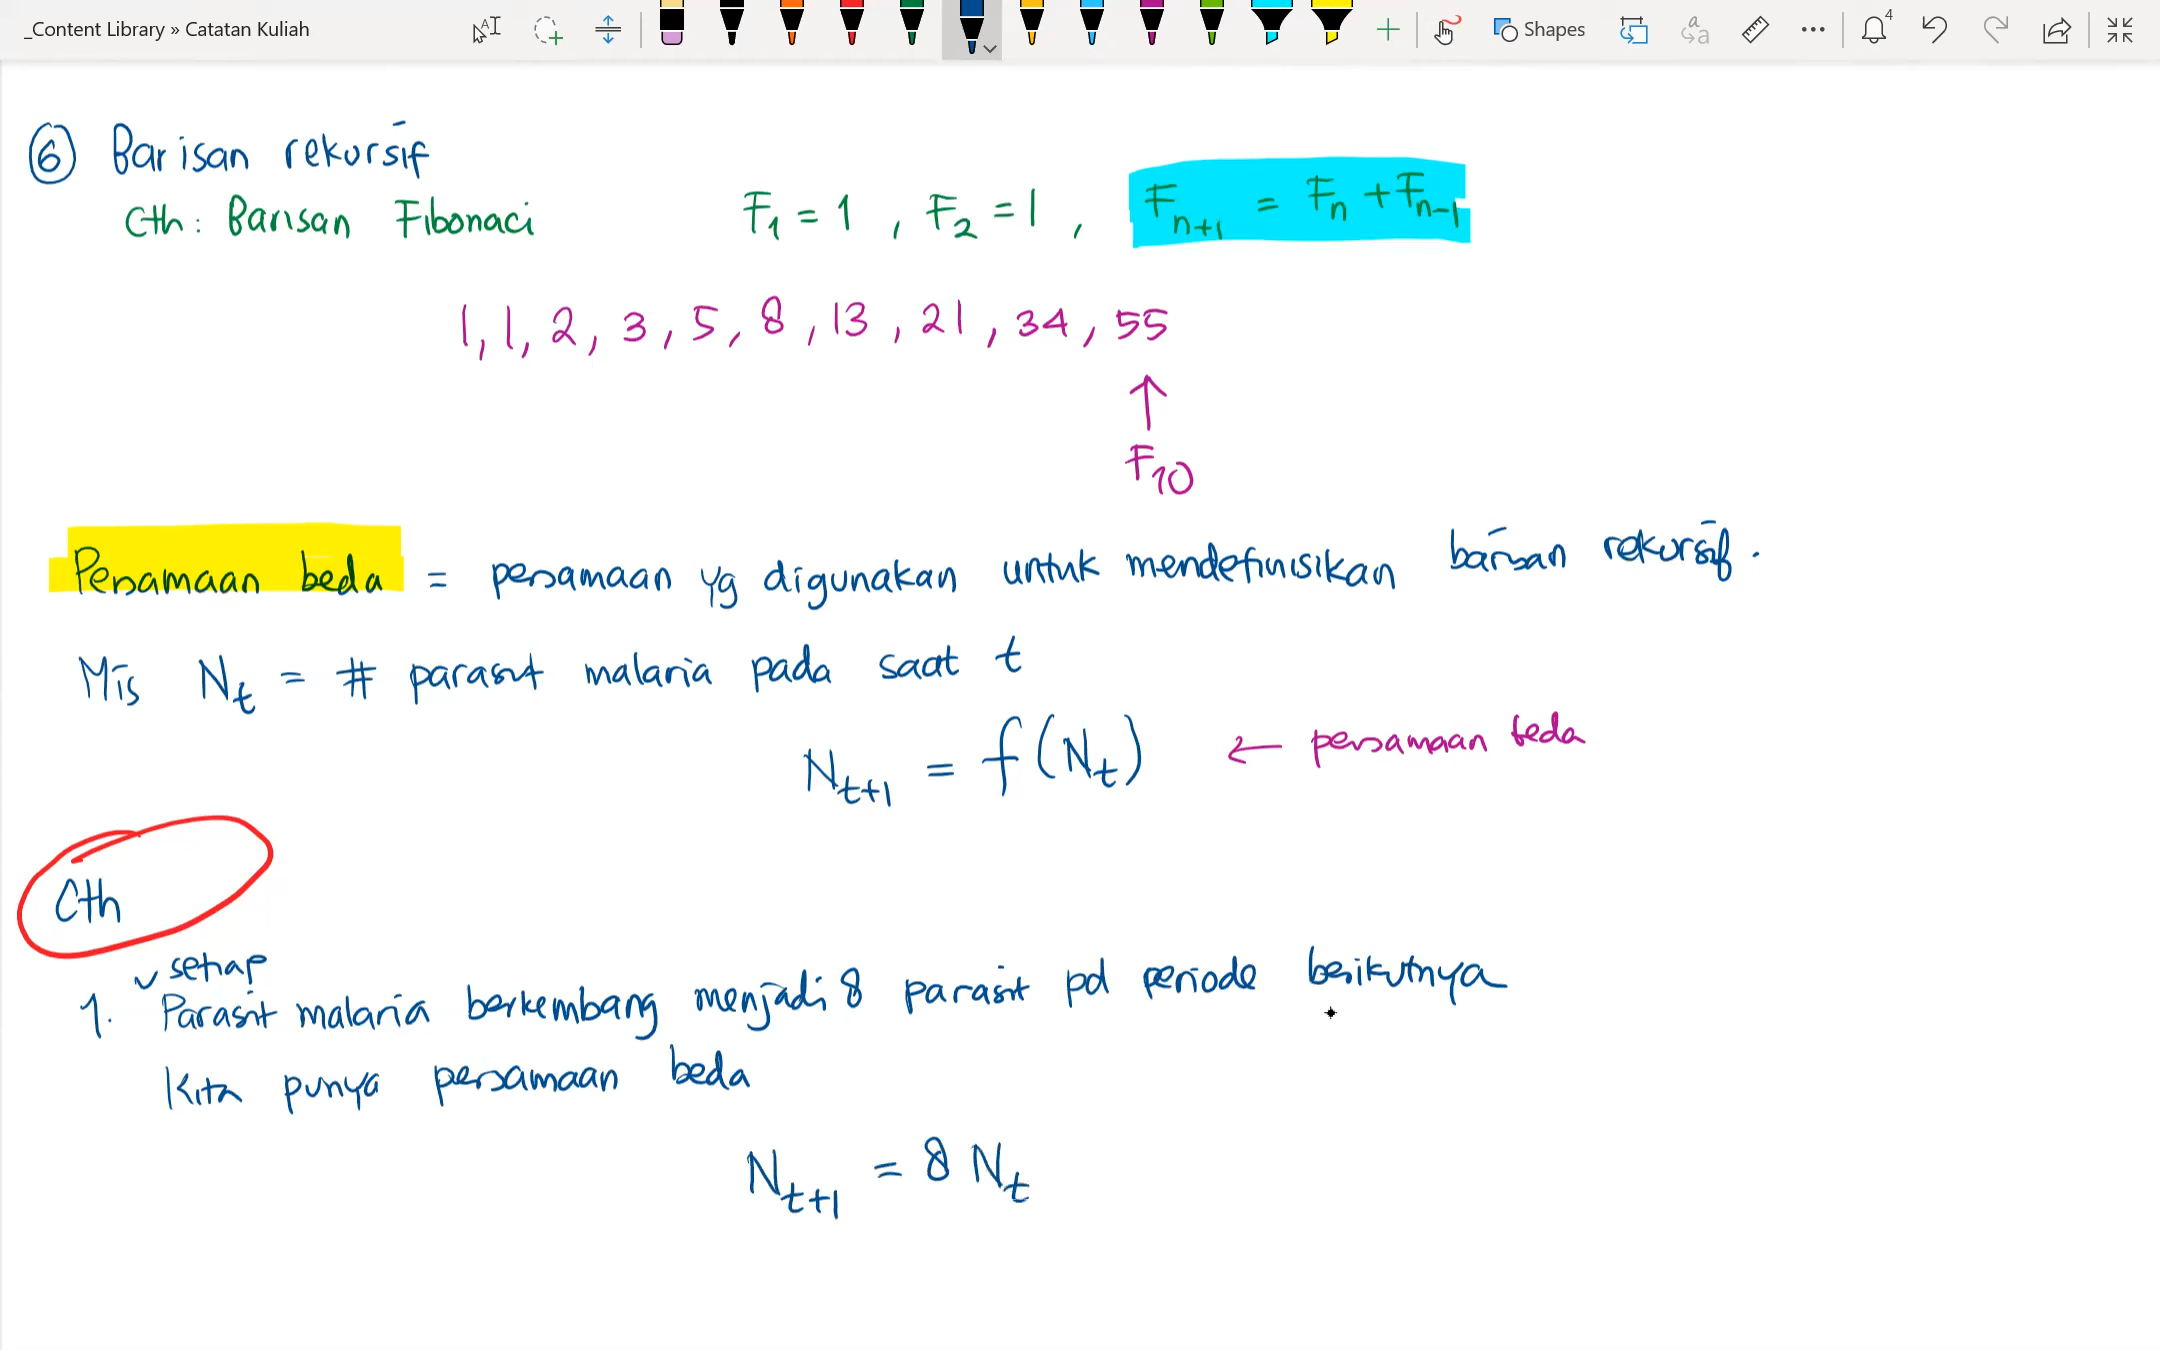 _Content Library » Catatan Kuliah
Shapes
4
⑥ Barisan rekursif
Cth: Barisan Fibonaci F₁ = 1 , F₂ = 1 , Fₙ₊₁ = Fₙ + Fₙ₋₁
1, 1, 2, 3, 5, 8, 13, 21, 34, 55
↑
F₁₀
Persamaan beda = persamaan yg digunakan untuk mendefinisikan barisan rekursif.
Mis Nₜ = # parasit malaria pada saat t
Nₜ₊₁ = f(Nₜ) ← persamaan beda
Cth
setiap
1. Parasit malaria berkembang menjadi 8 parasit pd periode berikutnya
Kita punya persamaan beda
Nₜ₊₁ = 8 Nₜ